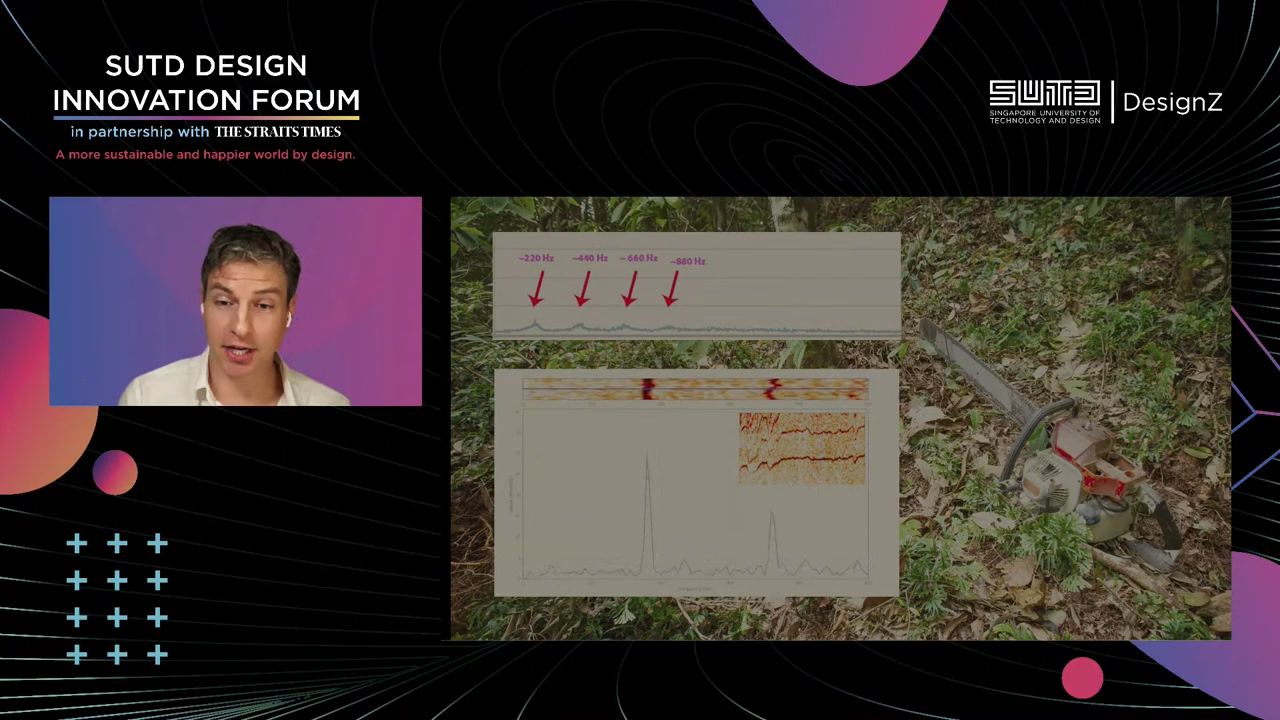 SUTD DESIGN
INNOVATION FORUM
in partnership with THE STRAITS TIMES
A more sustainable and happier world by design.
SUTD
SINGAPORE UNIVERSITY OF
TECHNOLOGY AND DESIGN
DesignZ
~220 Hz ~440 Hz ~660 Hz ~880 Hz